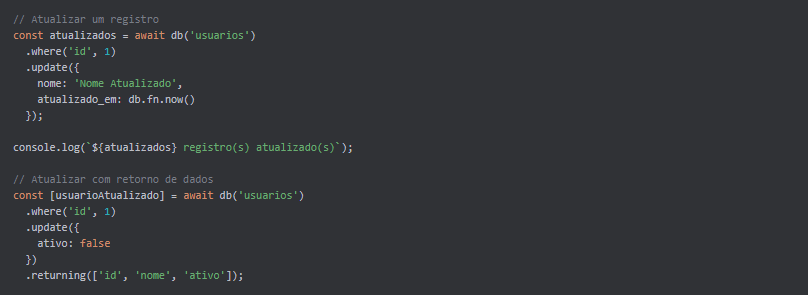 // Atualizar um registro
const atualizados = await db('usuarios')
  .where('id', 1)
  .update({
    nome: 'Nome Atualizado',
    atualizado_em: db.fn.now()
  });

console.log(`${atualizados} registro(s) atualizado(s)`);

// Atualizar com retorno de dados
const [usuarioAtualizado] = await db('usuarios')
  .where('id', 1)
  .update({
    ativo: false
  })
  .returning(['id', 'nome', 'ativo']);